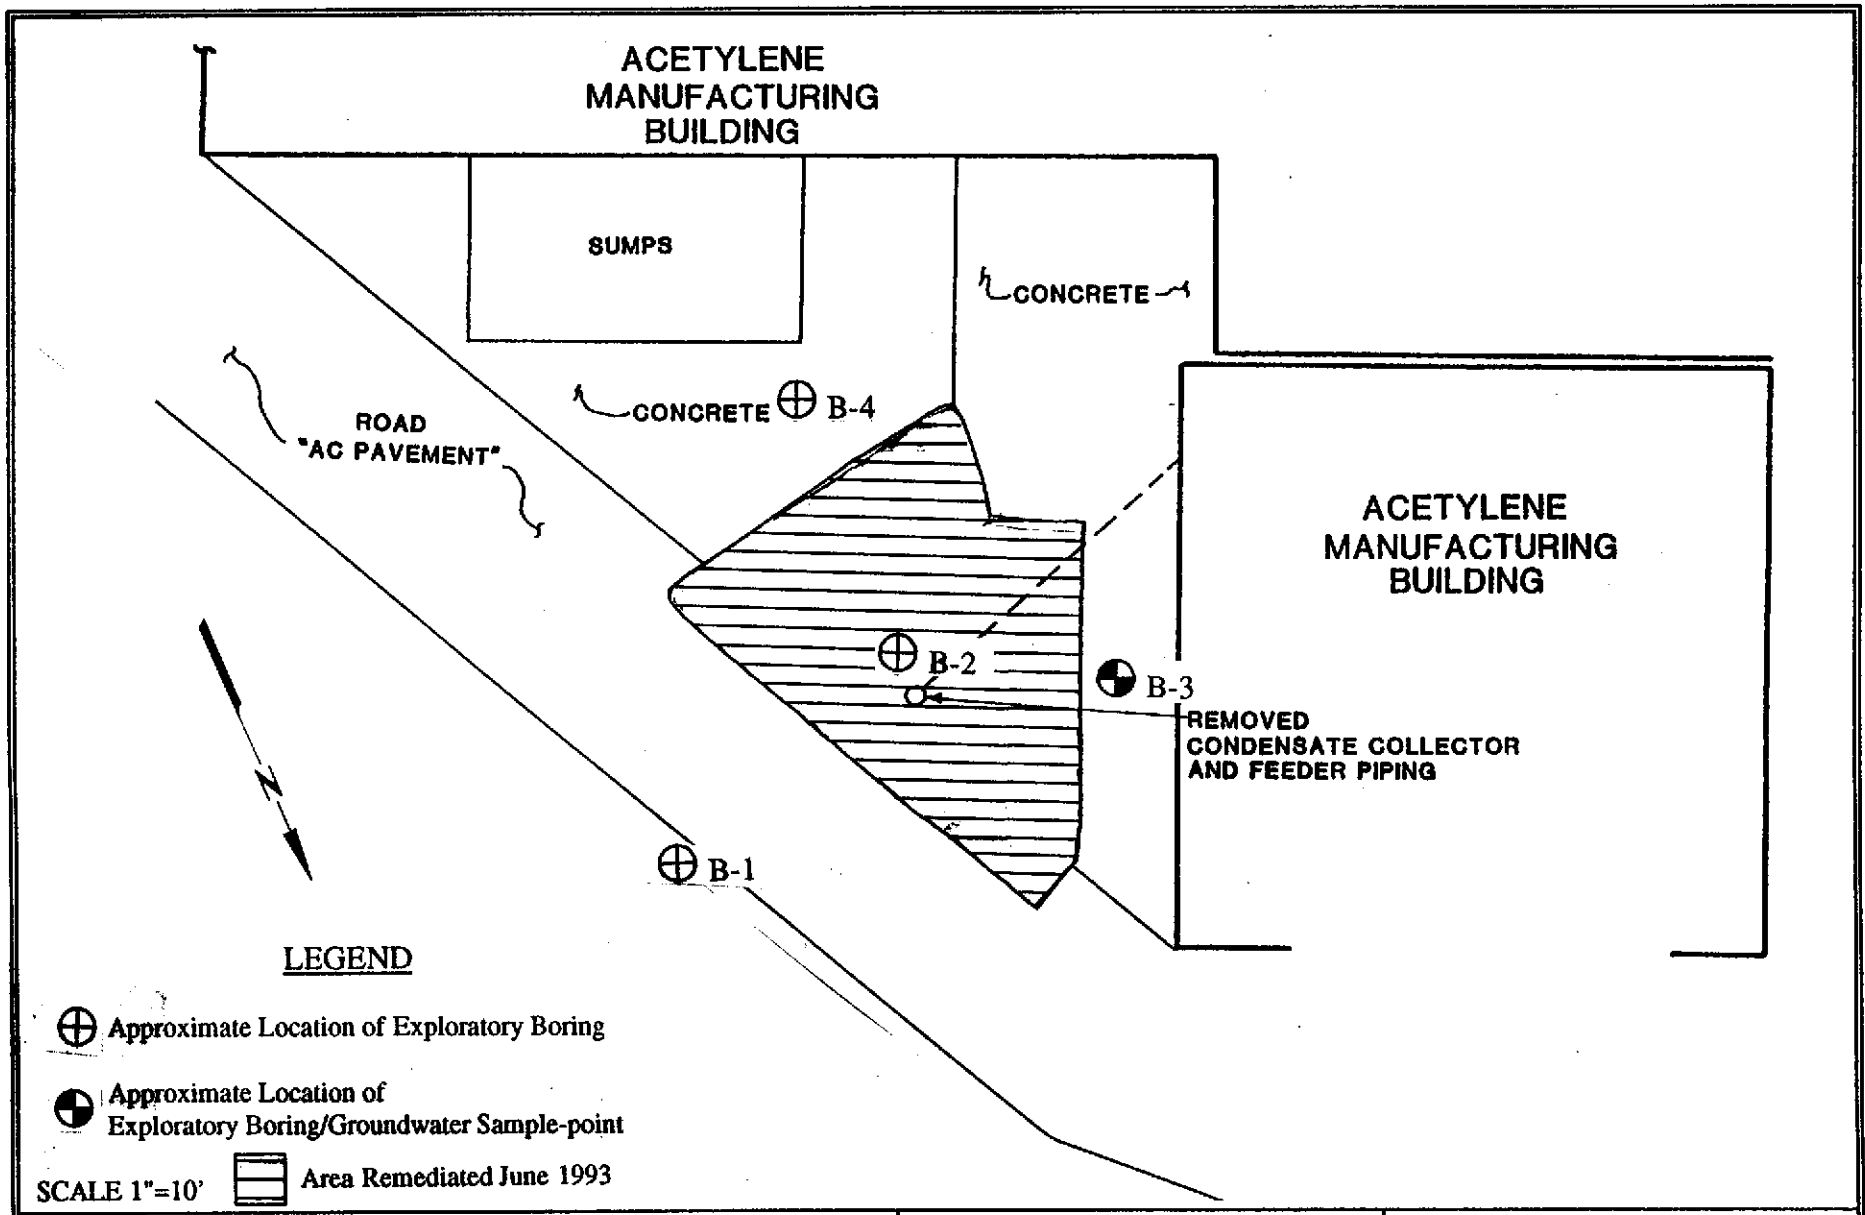 ACETYLENE
MANUFACTURING
BUILDING
SUMPS
CONCRETE
CONCRETE
B-4
ROAD
"AC PAVEMENT"
ACETYLENE
MANUFACTURING
BUILDING
B-2
B-3
REMOVED
CONDENSATE COLLECTOR
AND FEEDER PIPING
N
B-1
LEGEND
Approximate Location of Exploratory Boring
Approximate Location of
Exploratory Boring/Groundwater Sample-point
SCALE 1"=10'
Area Remediated June 1993